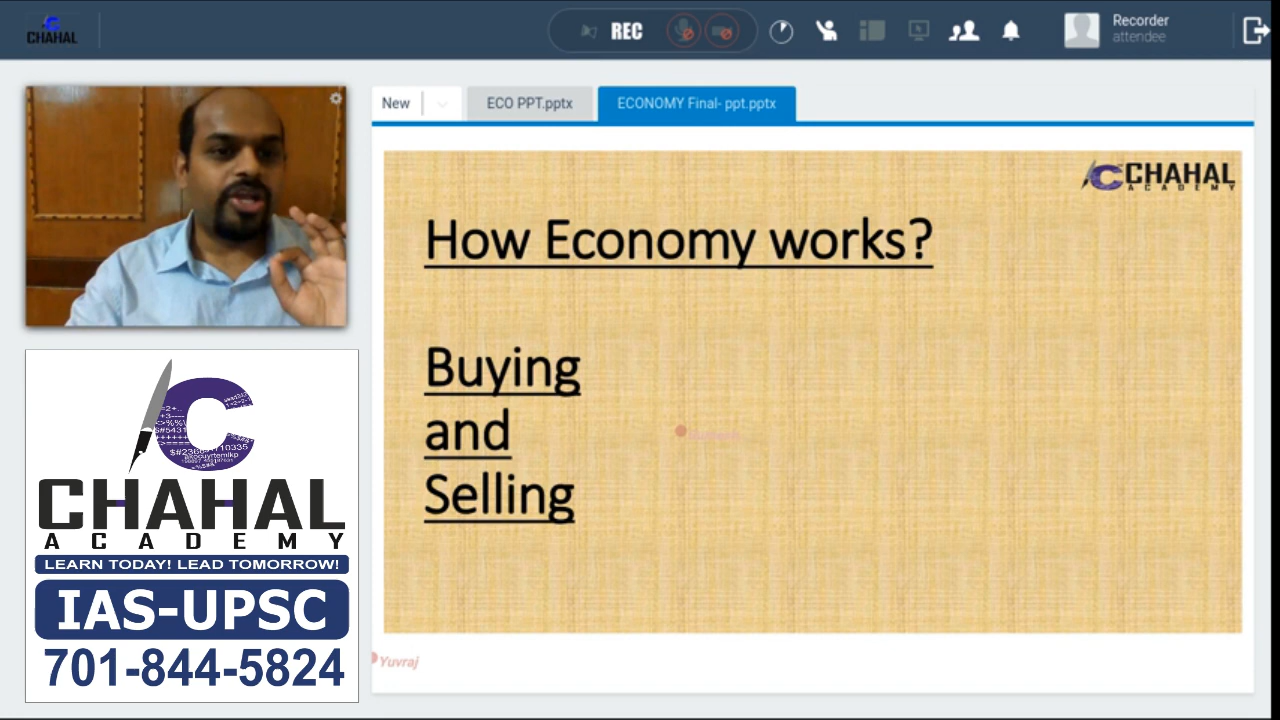 CHAHAL
REC
Recorder
attendee
New
ECO PPT.pptx
ECONOMY Final- ppt.pptx
CHAHAL
ACADEMY
How Economy works?
Buying
and
Selling
Yuvraj
CHAHAL
ACADEMY
LEARN TODAY! LEAD TOMORROW!
IAS-UPSC
701-844-5824